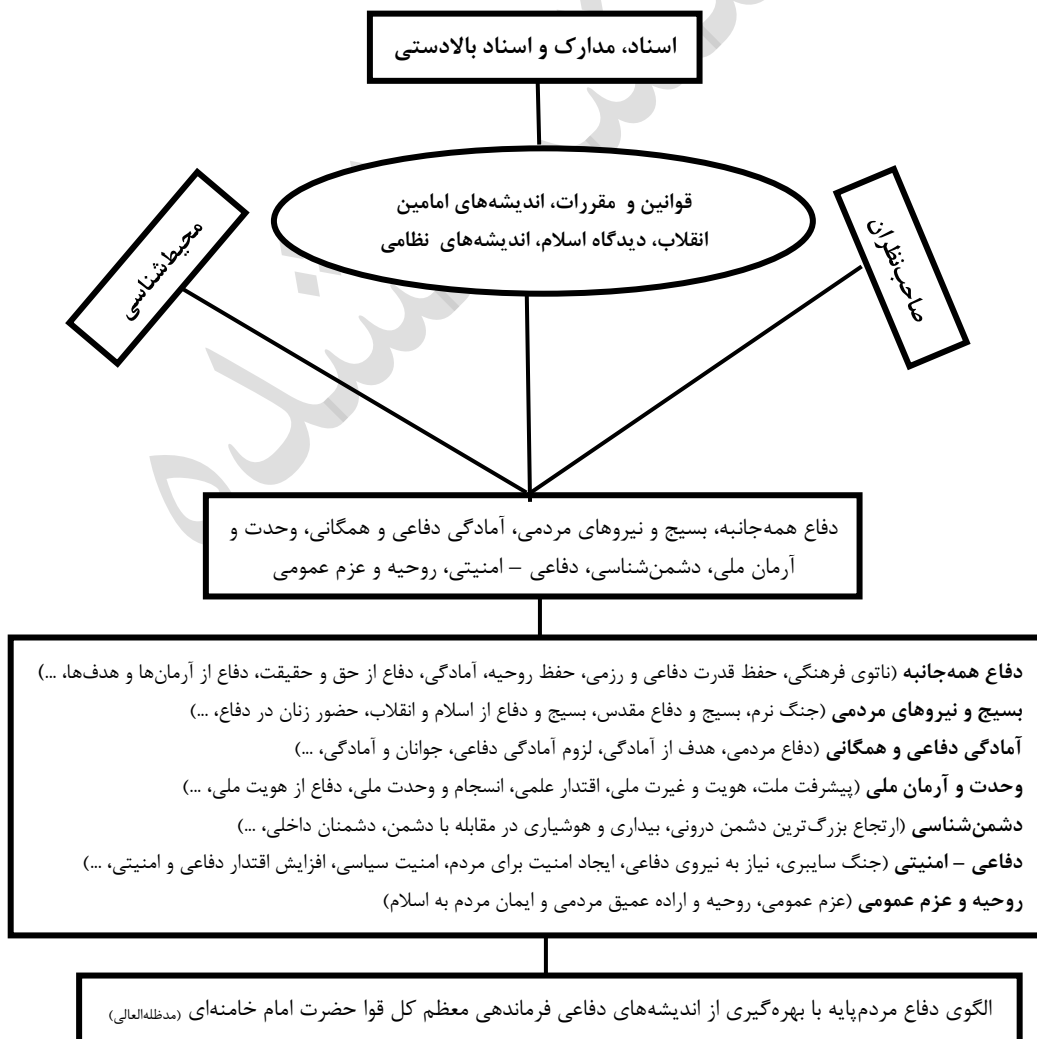 اسناد، مدارک و اسناد بالادستی
قوانین و مقررات، اندیشه‌های امامین
انقلاب، دیدگاه اسلام، اندیشه‌های نظامی
صاحب‌نظران
محیط‌شناسی
دفاع همه‌جانبه، بسیج و نیروهای مردمی، آمادگی دفاعی و همگانی، وحدت و
آرمان ملی، دشمن‌شناسی، دفاعی – امنیتی، روحیه و عزم عمومی
دفاع همه‌جانبه (ناتوی فرهنگی، حفظ قدرت دفاعی و رزمی، حفظ روحیه، آمادگی، دفاع از حق و حقیقت، دفاع از آرمان‌ها و هدف‌ها، ...)
بسیج و نیروهای مردمی (جنگ نرم، بسیج و دفاع مقدس، بسیج و دفاع از اسلام و انقلاب، حضور زنان در دفاع، ...)
آمادگی دفاعی و همگانی (دفاع مردمی، هدف از آمادگی، لزوم آمادگی دفاعی، جوانان و آمادگی، ...)
وحدت و آرمان ملی (پیشرفت ملت، هویت و غیرت ملی، اقتدار علمی، انسجام و وحدت ملی، دفاع از هویت ملی، ...)
دشمن‌شناسی (ارتجاع بزرگ‌ترین دشمن درونی، بیداری و هوشیاری در مقابله با دشمن، دشمنان داخلی، ...)
دفاعی – امنیتی (جنگ سایبری، نیاز به نیروی دفاعی، ایجاد امنیت برای مردم، امنیت سیاسی، افزایش اقتدار دفاعی و امنیتی، ...)
روحیه و عزم عمومی (عزم عمومی، روحیه و اراده عمیق مردمی و ایمان مردم به اسلام)
الگوی دفاع مردم‌پایه با بهره‌گیری از اندیشه‌های دفاعی فرماندهی معظم کل قوا حضرت امام خامنه‌ای (مدظله‌العالی)